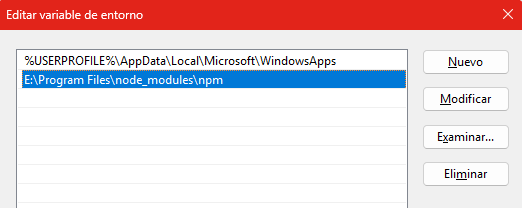 Editar variable de entorno
%USERPROFILE%\AppData\Local\Microsoft\WindowsApps
E:\Program Files\node_modules\npm
Nuevo
Modificar
Examinar...
Eliminar